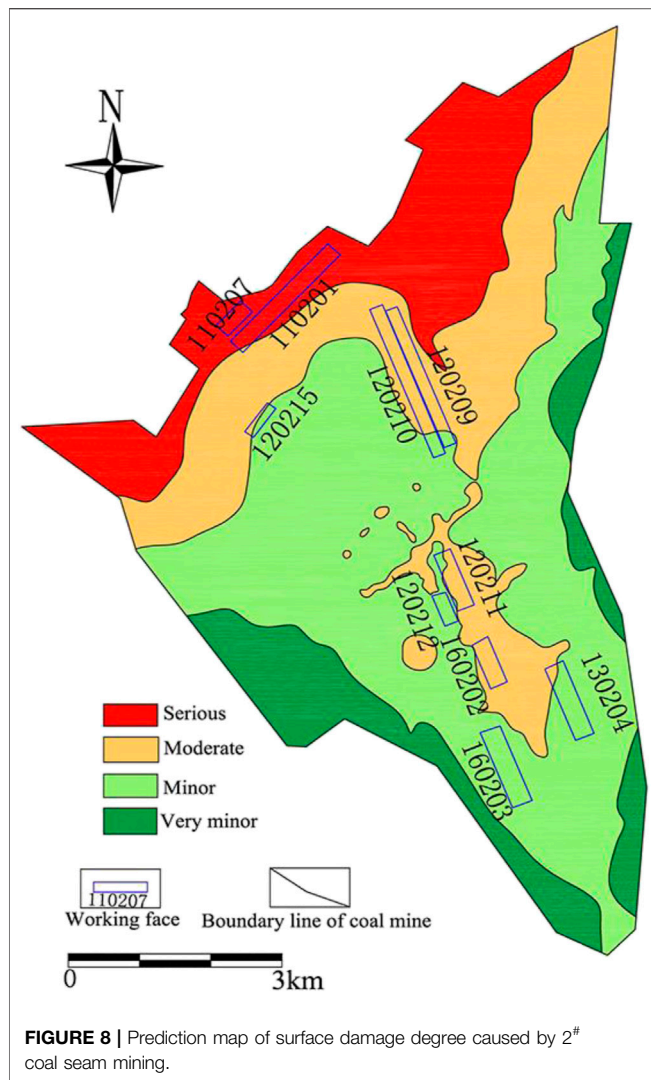 N
110207
110201
120215
120210
120209
120211
120212
160202
130204
160203
Serious
Moderate
Minor
Very minor
110207
Working face
Boundary line of coal mine
0
3km
FIGURE 8 | Prediction map of surface damage degree caused by 2#
coal seam mining.